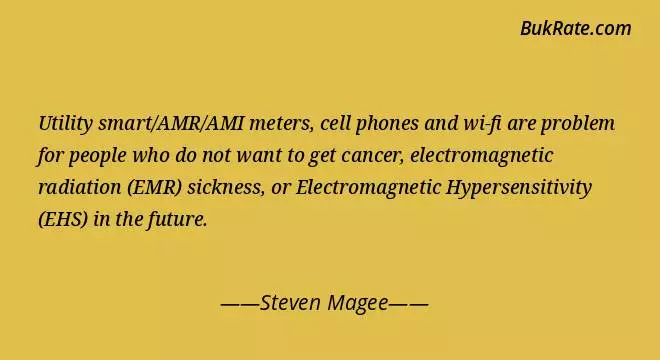 BukRate.com
Utility smart/AMR/AMI meters, cell phones and wi-fi are problem
for people who do not want to get cancer, electromagnetic
radiation (EMR) sickness, or Electromagnetic Hypersensitivity
(EHS) in the future.
——Steven Magee——